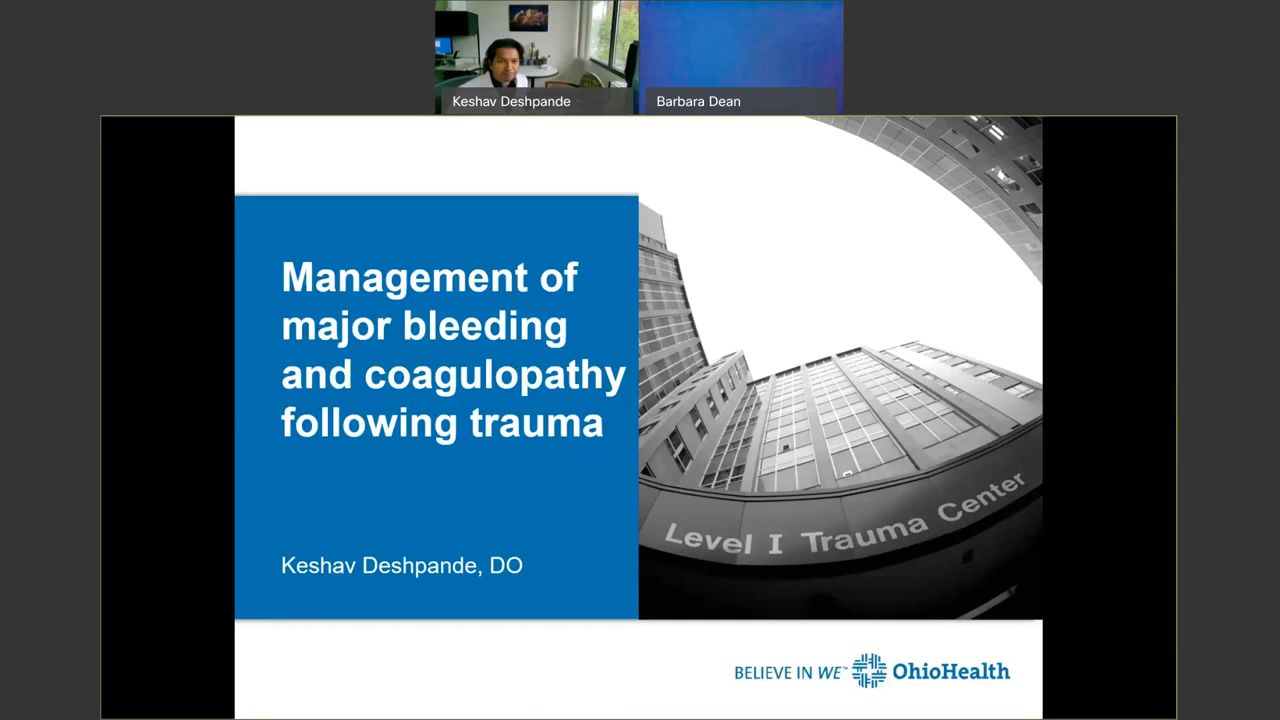 Keshav Deshpande
Barbara Dean
Management of
major bleeding
and coagulopathy
following trauma
Keshav Deshpande, DO
Level I Trauma Center
BELIEVE IN WE™ OhioHealth